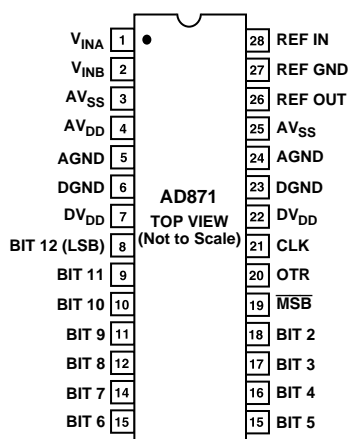 V_INA 1 28 REF IN
V_INB 2 27 REF GND
AV_SS 3 26 REF OUT
AV_DD 4 25 AV_SS
AGND 5 24 AGND
DGND 6 23 DGND
AD871
DV_DD 7 22 DV_DD
TOP VIEW
(Not to Scale)
BIT 12 (LSB) 8 21 CLK
BIT 11 9 20 OTR
BIT 10 10 19 M̅S̅B̅
BIT 9 11 18 BIT 2
BIT 8 12 17 BIT 3
BIT 7 14 16 BIT 4
BIT 6 15 15 BIT 5